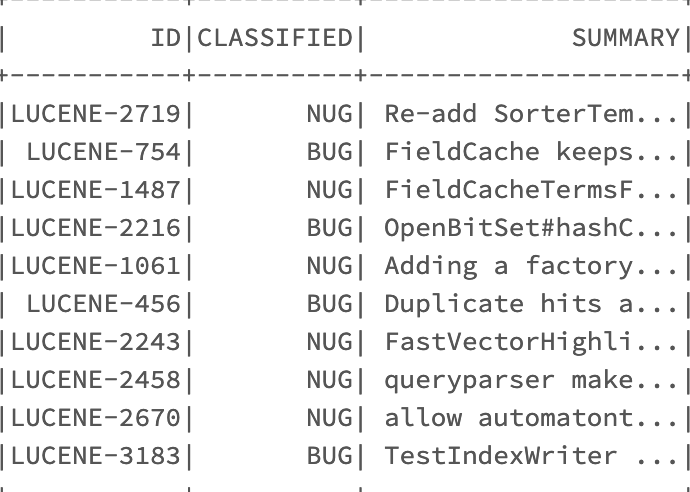 | ID|CLASSIFIED| SUMMARY|
+-----------+----------+--------------------+
|LUCENE-2719| NUG| Re-add SorterTem...|
| LUCENE-754| BUG| FieldCache keeps...|
|LUCENE-1487| NUG| FieldCacheTermsF...|
|LUCENE-2216| BUG| OpenBitSet#hashC...|
|LUCENE-1061| NUG| Adding a factory...|
| LUCENE-456| BUG| Duplicate hits a...|
|LUCENE-2243| NUG| FastVectorHighli...|
|LUCENE-2458| NUG| queryparser make...|
|LUCENE-2670| NUG| allow automatont...|
|LUCENE-3183| BUG| TestIndexWriter ...|